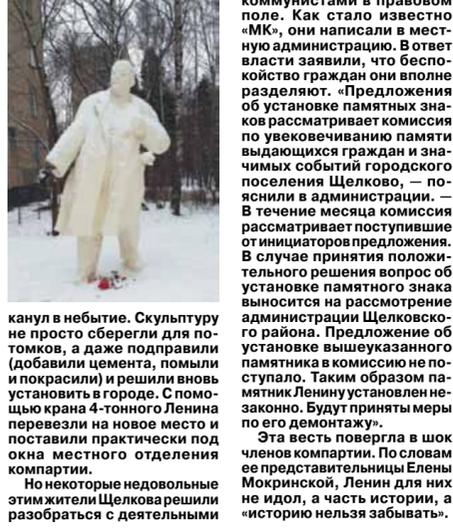 канул в небытие. Скульптуру
не просто сберегли для по-
томков, а даже подправили
(добавили цемента, помыли
и покрасили) и решили вновь
установить в городе. С помо-
щью крана 4-тонного Ленина
перевезли на новое место и
поставили практически под
окна местного отделения
компартии.
Но некоторые недовольные
этим жители Щелкова решили
разобраться с деятельными
коммунистами в правовом
поле. Как стало известно
«МК», они написали в мест-
ную администрацию. В ответ
власти заявили, что беспо-
койство граждан они вполне
разделяют. «Предложения
об установке памятных зна-
ков рассматривает комиссия
по увековечиванию памяти
выдающихся граждан и зна-
чимых событий городского
поселения Щелково, — по-
яснили в администрации. —
В течение месяца комиссия
рассматривает поступившие
от инициаторов предложения.
В случае принятия положи-
тельного решения вопрос об
установке памятного знака
выносится на рассмотрение
администрации Щелковско-
го района. Предложение об
установке вышеуказанного
памятника в комиссию не по-
ступало. Таким образом па-
мятник Ленину установлен не-
законно. Будут приняты меры
по его демонтажу».
Эта весть повергла в шок
членов компартии. По словам
ее представительницы Елены
Мокринской, Ленин для них
не идол, а часть истории, а
«историю нельзя забывать».